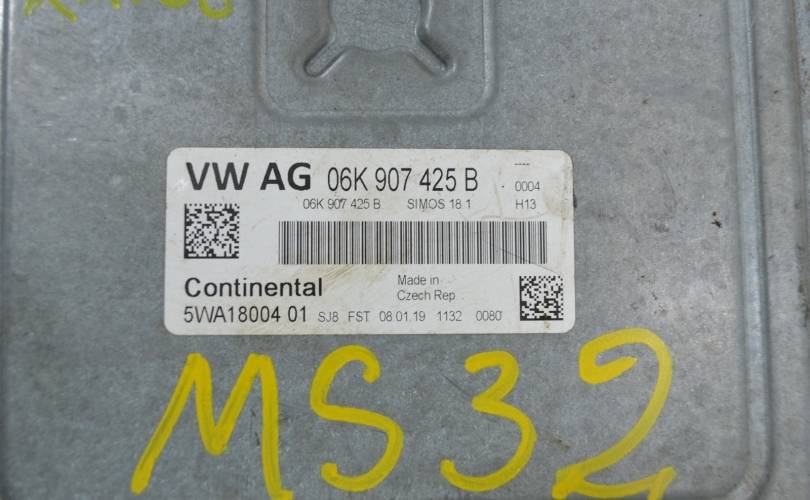 VW AG 06K 907 425 B
---- 0004
06K 907 425 B SIMOS 18.1 H13
Continental
Made in
Czech Rep.
5WA18004 01 SJ8 FST 08.01.19 1132 0080
MS32